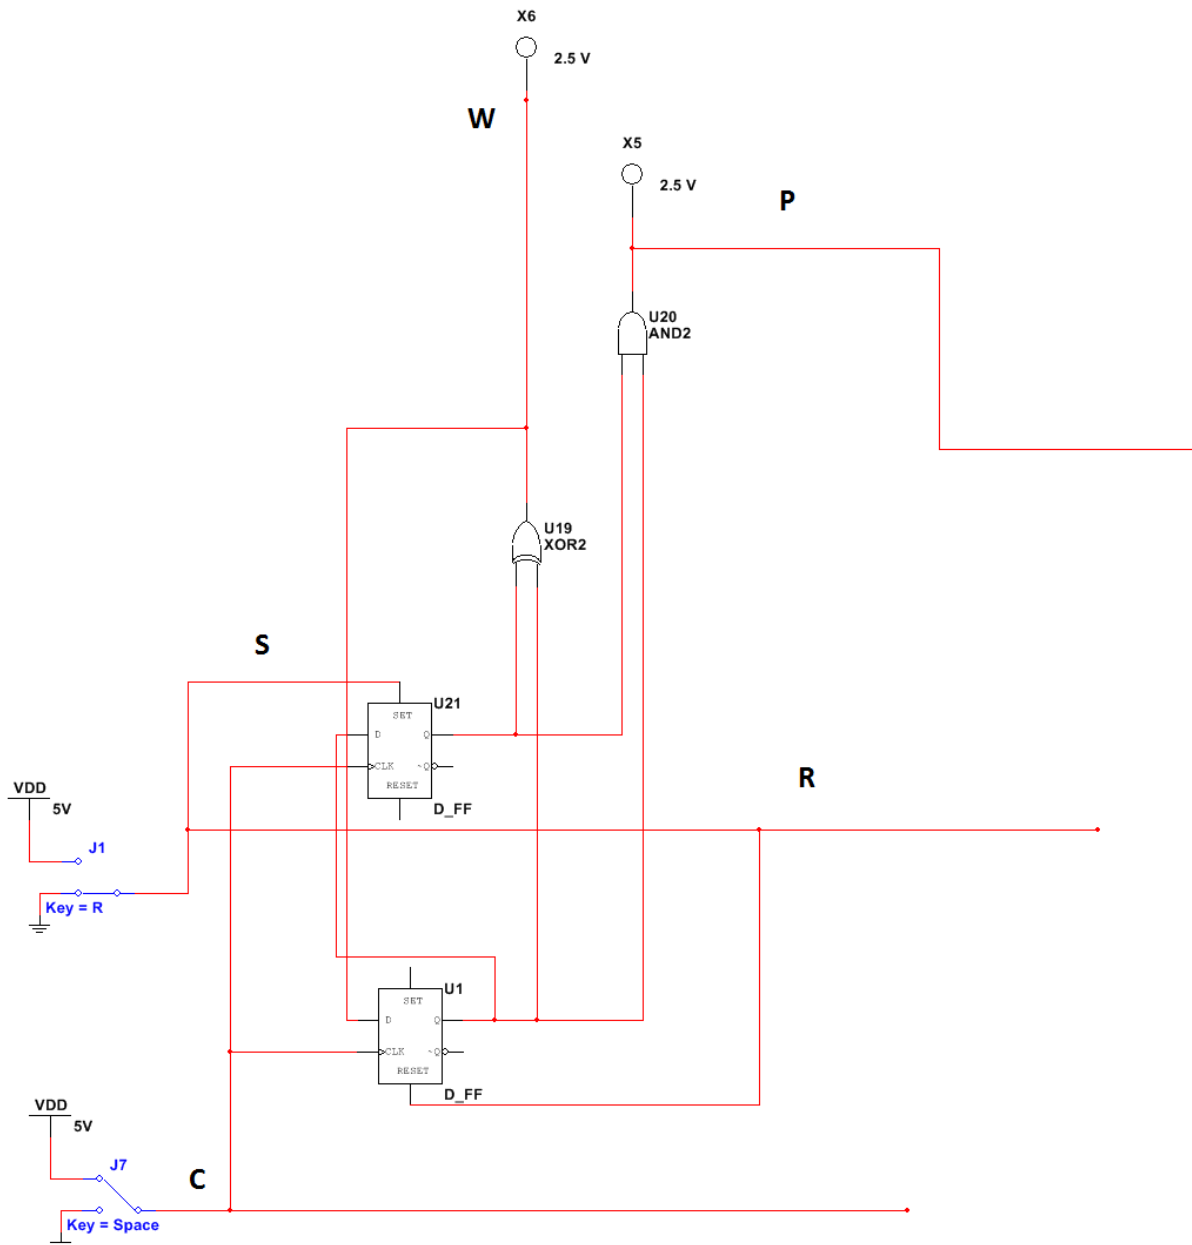 X6
2.5 V
W
X5
2.5 V
P
U20
AND2
U19
XOR2
S
U21
SET
D Q
CLK ~Q
RESET
D_FF
R
VDD
5V
J1
Key = R
U1
SET
D Q
CLK ~Q
RESET
D_FF
VDD
5V
J7
C
Key = Space